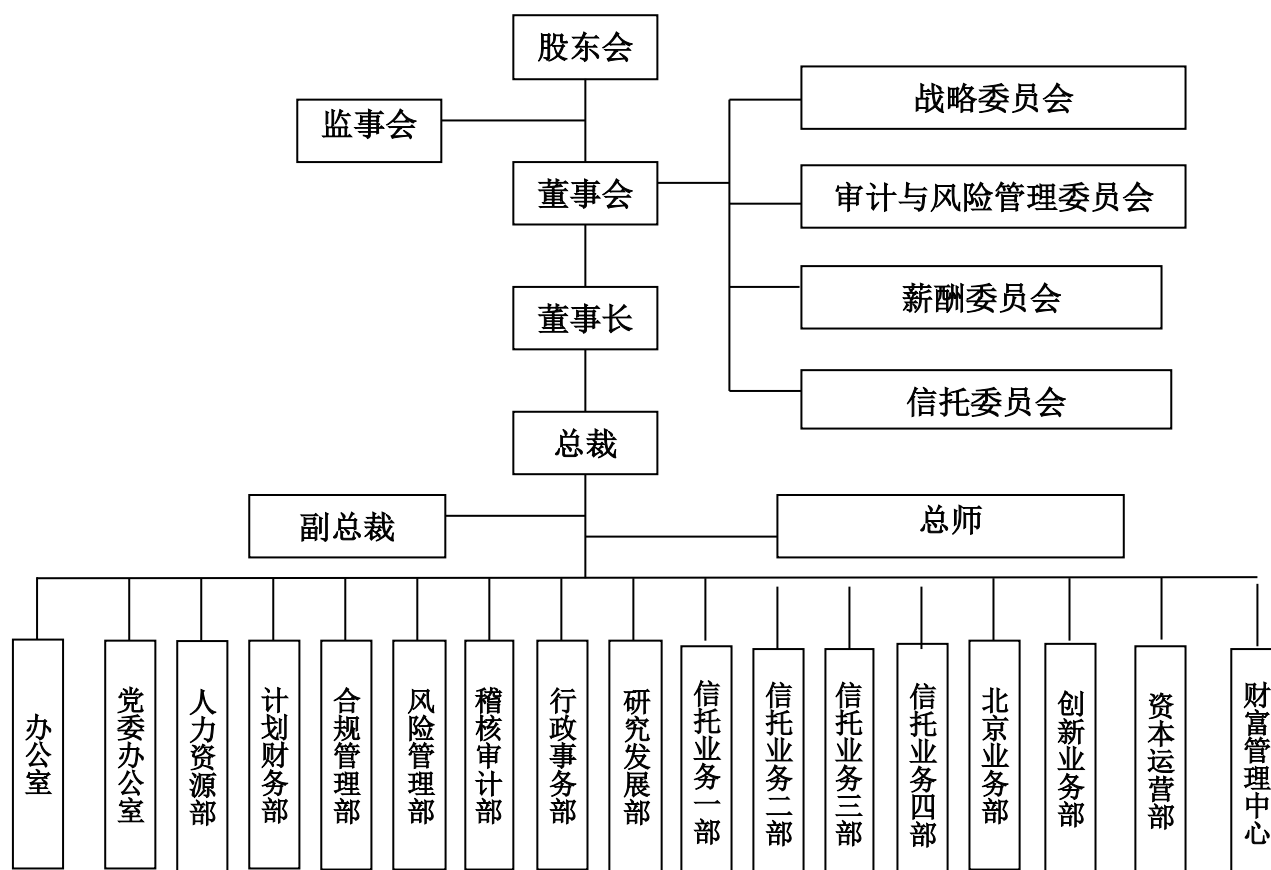 股东会
监事会
战略委员会
董事会
审计与风险管理委员会
董事长
薪酬委员会
信托委员会
总裁
副总裁
总师
办公室
党委办公室
人力资源部
计划财务部
合规管理部
风险管理部
稽核审计部
行政事务部
研究发展部
信托业务一部
信托业务二部
信托业务三部
信托业务四部
北京业务部
创新业务部
资本运营部
财富管理中心